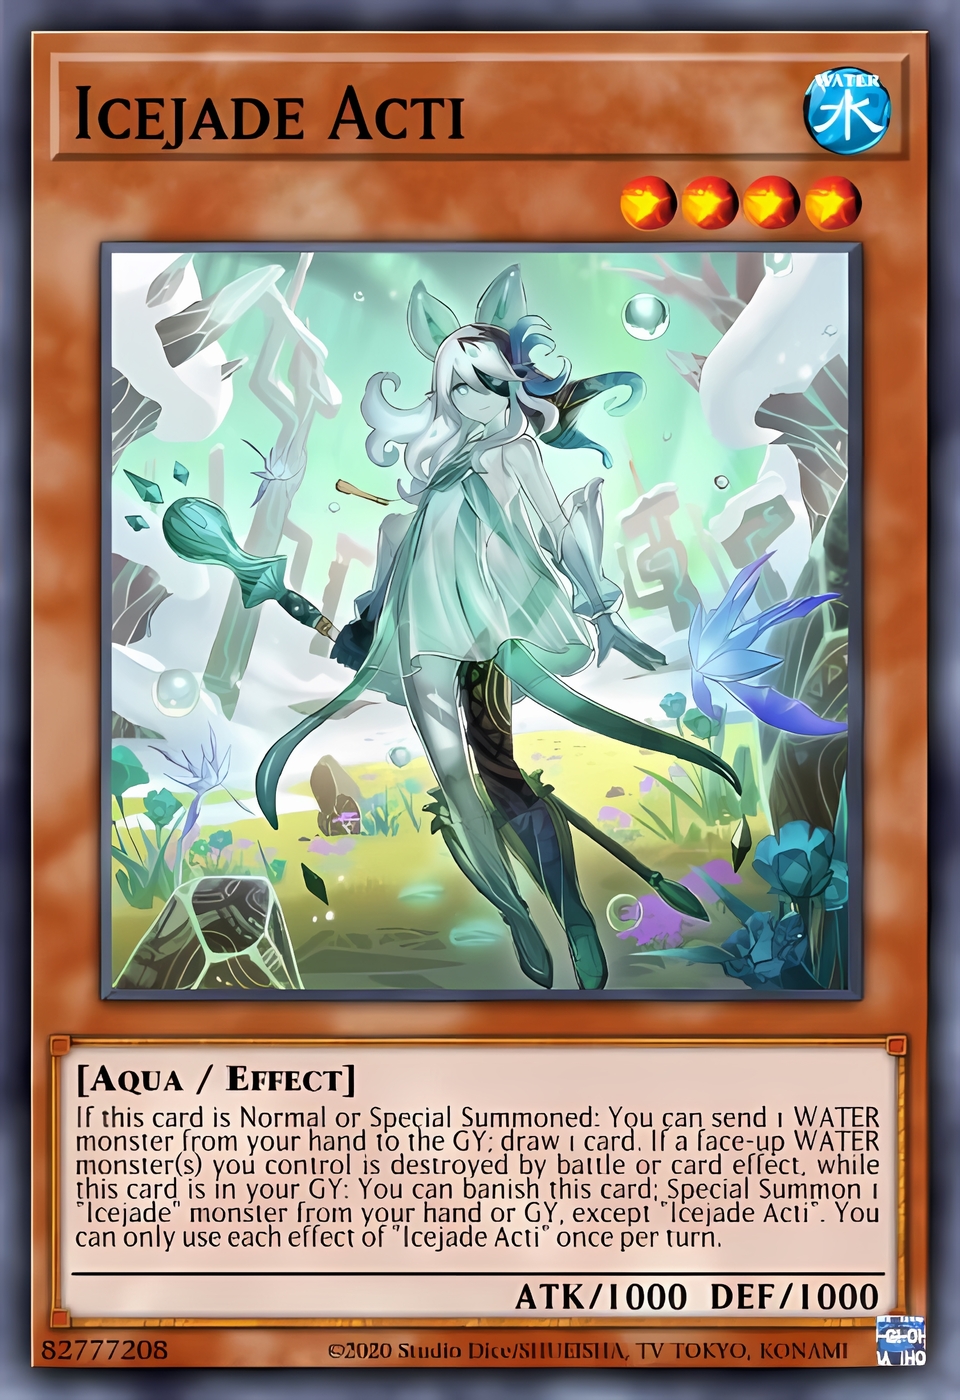 Icejade Acti
WATER
水
[Aqua / Effect]
If this card is Normal or Special Summoned: You can send 1 WATER
monster from your hand to the GY; draw 1 card. If a face-up WATER
monster(s) you control is destroyed by battle or card effect, while
this card is in your GY: You can banish this card; Special Summon 1
"Icejade" monster from your hand or GY, except "Icejade Acti". You
can only use each effect of "Icejade Acti" once per turn.
ATK/1000 DEF/1000
82777208
©2020 Studio Dice/SHUEISHA, TV TOKYO, KONAMI